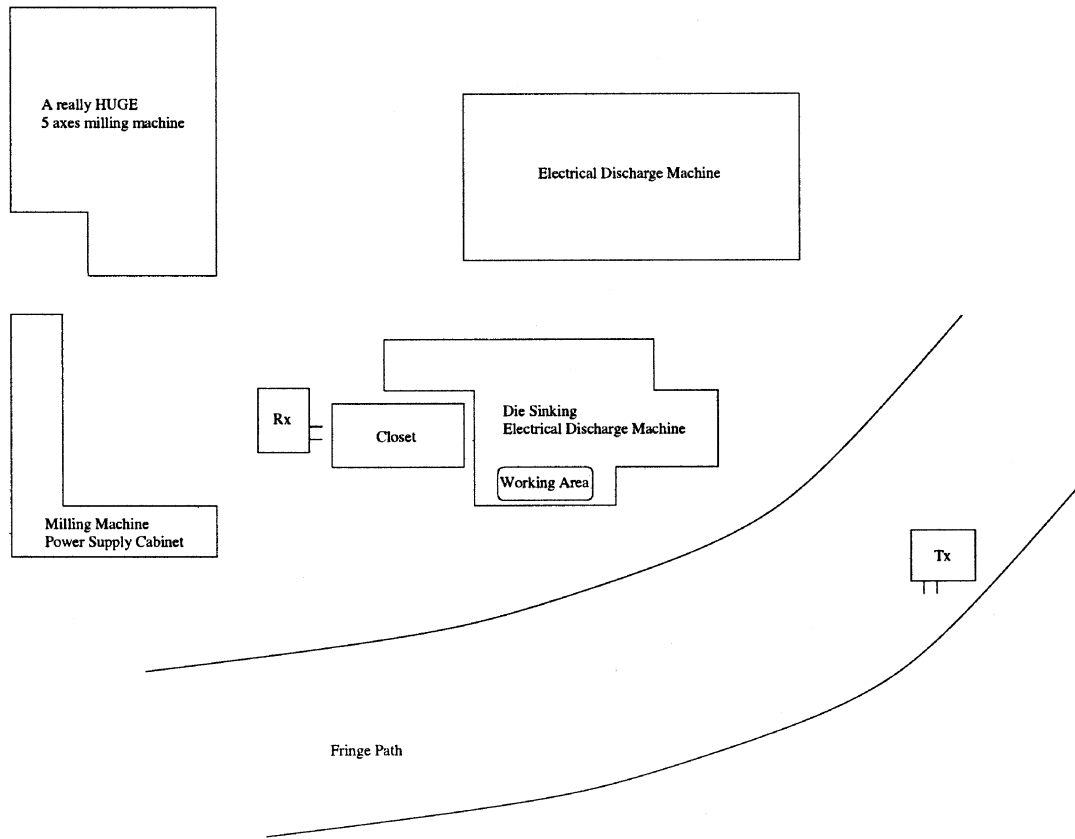 A really HUGE
5 axes milling machine
Electrical Discharge Machine
Rx
Closet
Die Sinking
Electrical Discharge Machine
Working Area
Milling Machine
Power Supply Cabinet
Tx
Fringe Path